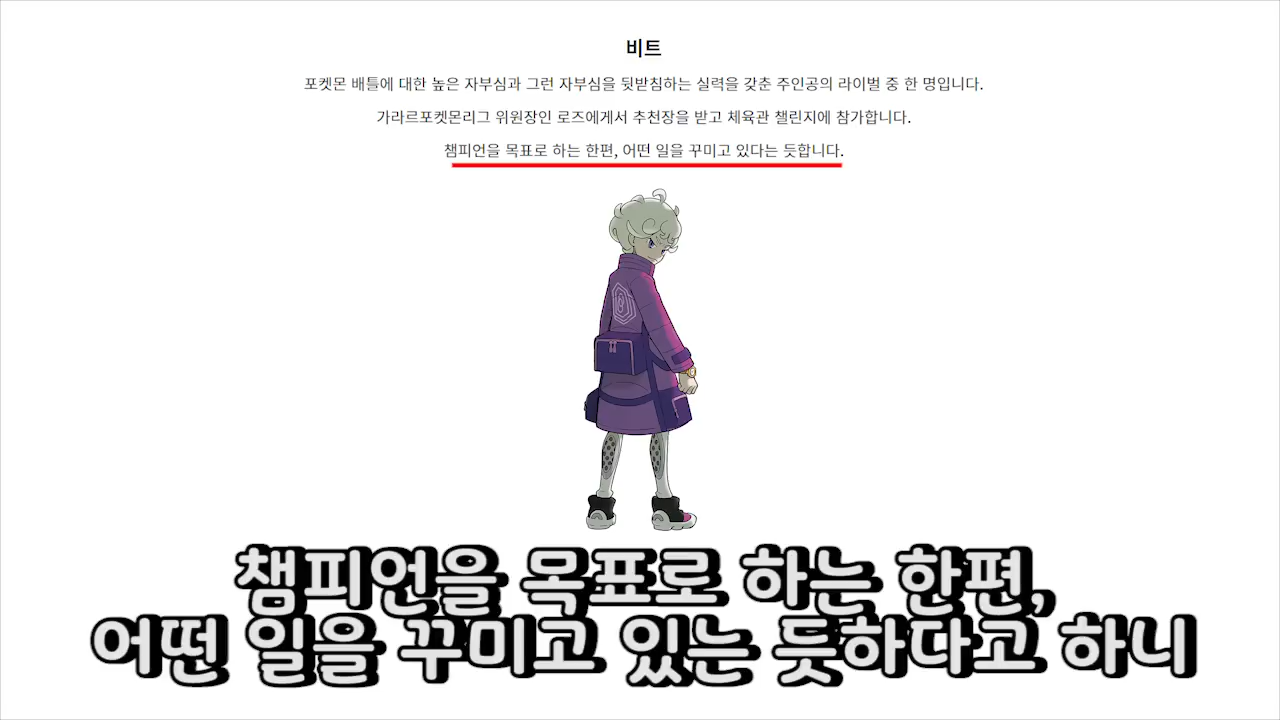 비트
포켓몬 배틀에 대한 높은 자부심과 그런 자부심을 뒷받침하는 실력을 갖춘 주인공의 라이벌 중 한 명입니다.
가라르포켓몬리그 위원장인 로즈에게서 추천장을 받고 체육관 챌린지에 참가합니다.
챔피언을 목표로 하는 한편, 어떤 일을 꾸미고 있다는 듯합니다.
챔피언을 목표로 하는 한편,
어떤 일을 꾸미고 있는 듯하다고 하니